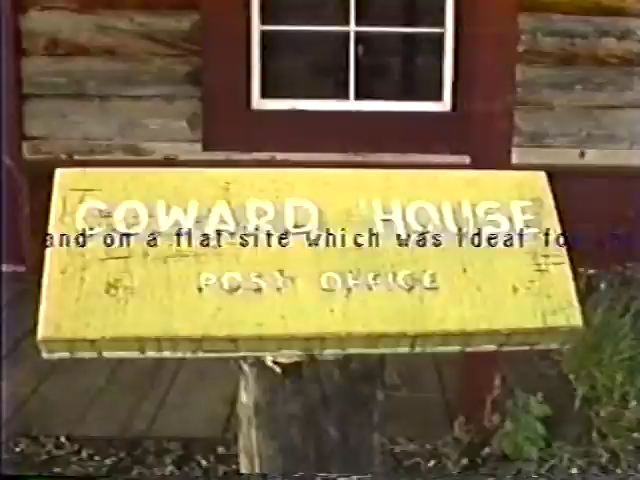 COWARD HOUSE
and on a flat site which was ideal for
POST OFFICE